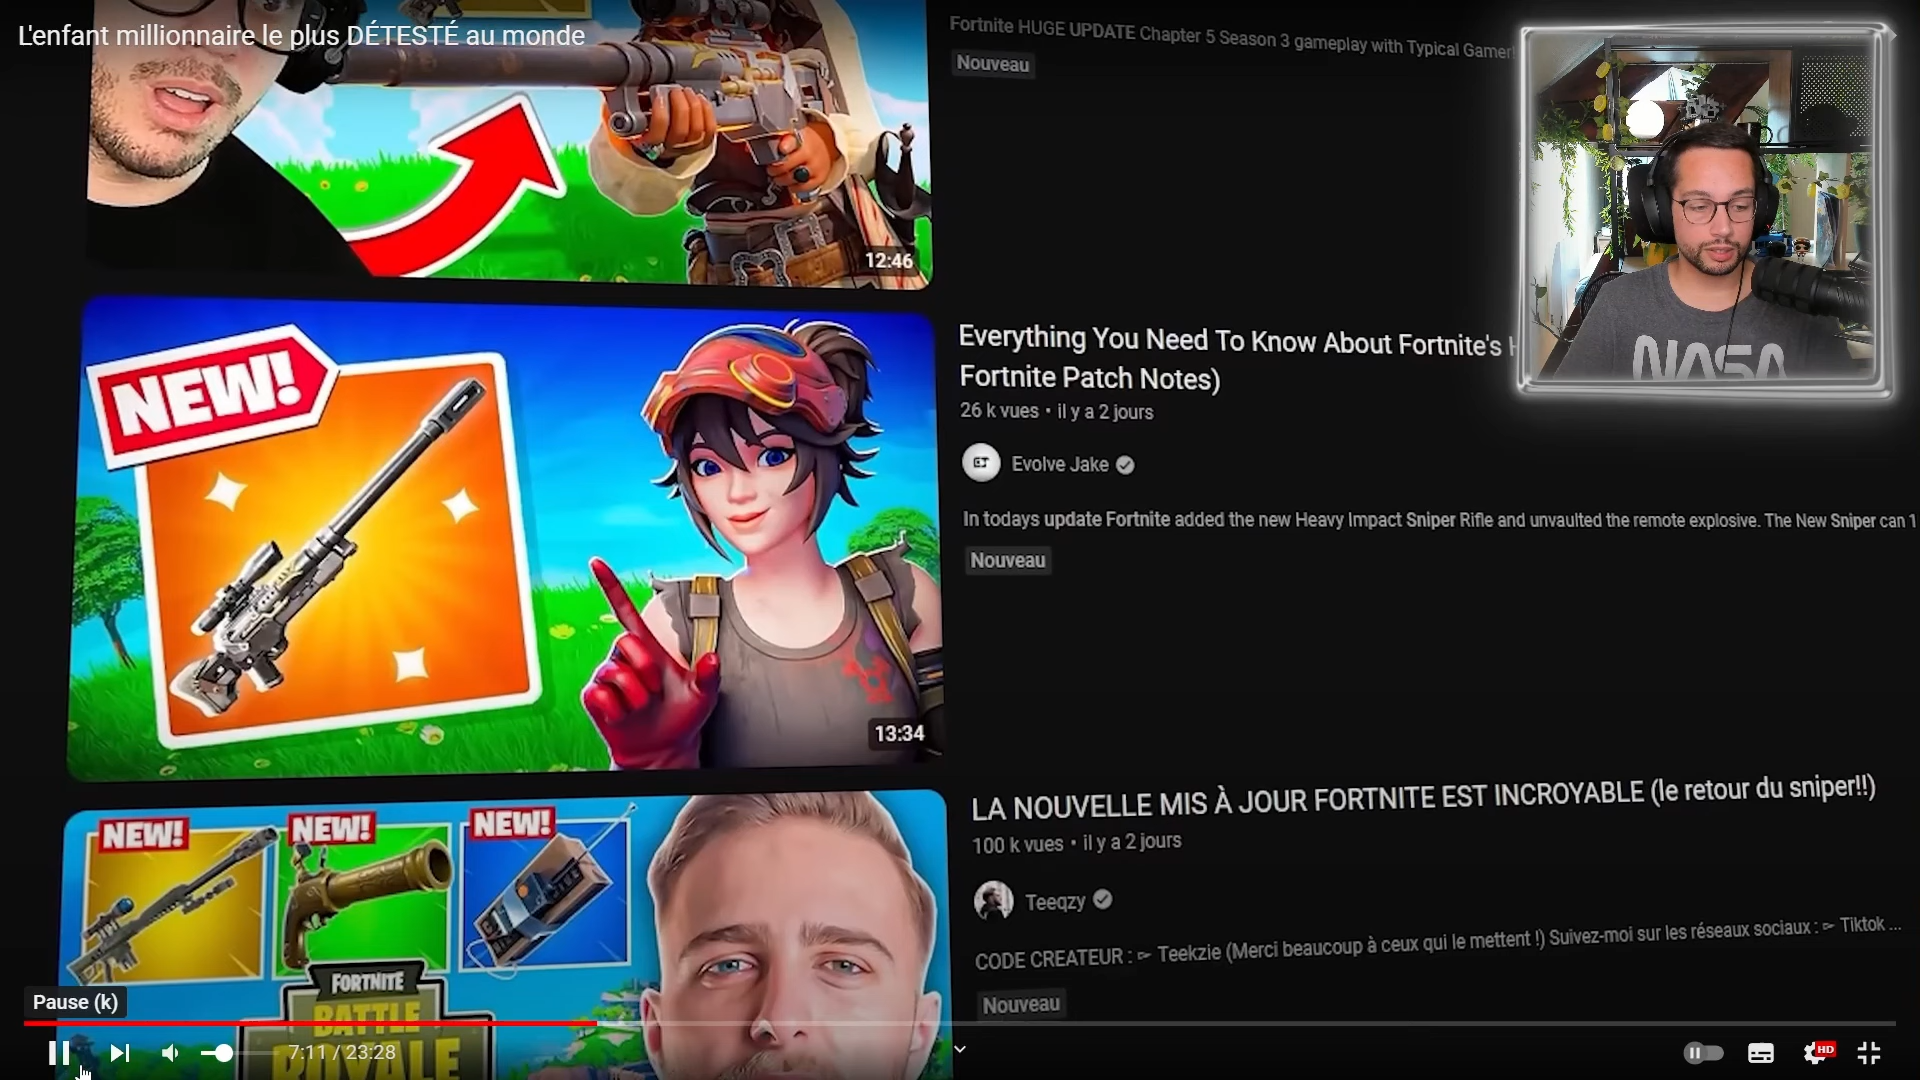 L'enfant millionnaire le plus DÉTESTÉ au monde
Fortnite HUGE UPDATE Chapter 5 Season 3 gameplay with Typical Gamer!
Nouveau
12:46
NEW!
13:34
Everything You Need To Know About Fortnite's
Fortnite Patch Notes)
26 k vues • il y a 2 jours
Evolve Jake
In todays update Fortnite added the new Heavy Impact Sniper Rifle and unvaulted the remote explosive. The New Sniper can 1
Nouveau
NASA
NEW!
NEW!
NEW!
FORTNITE
BATTLE
ROYALE
LA NOUVELLE MIS À JOUR FORTNITE EST INCROYABLE (le retour du sniper!!)
100 k vues • il y a 2 jours
Teeqzy
CODE CREATEUR : ➢ Teekzie (Merci beaucoup à ceux qui le mettent !) Suivez-moi sur les réseaux sociaux : ➢ Tiktok ...
Nouveau
Pause (k)
7:11 / 23:28
HD